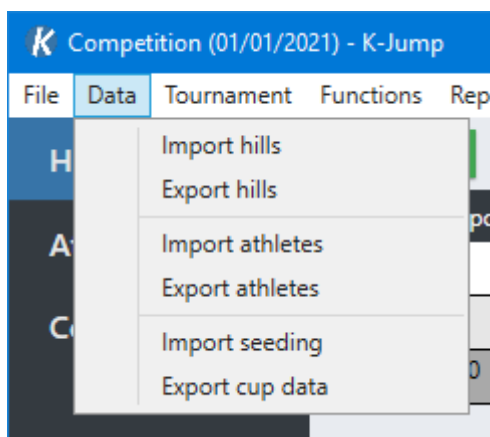 Competition (01/01/2021) - K-Jump
File Data Tournament Functions
Import hills
Export hills
Import athletes
Export athletes
Import seeding
Export cup data